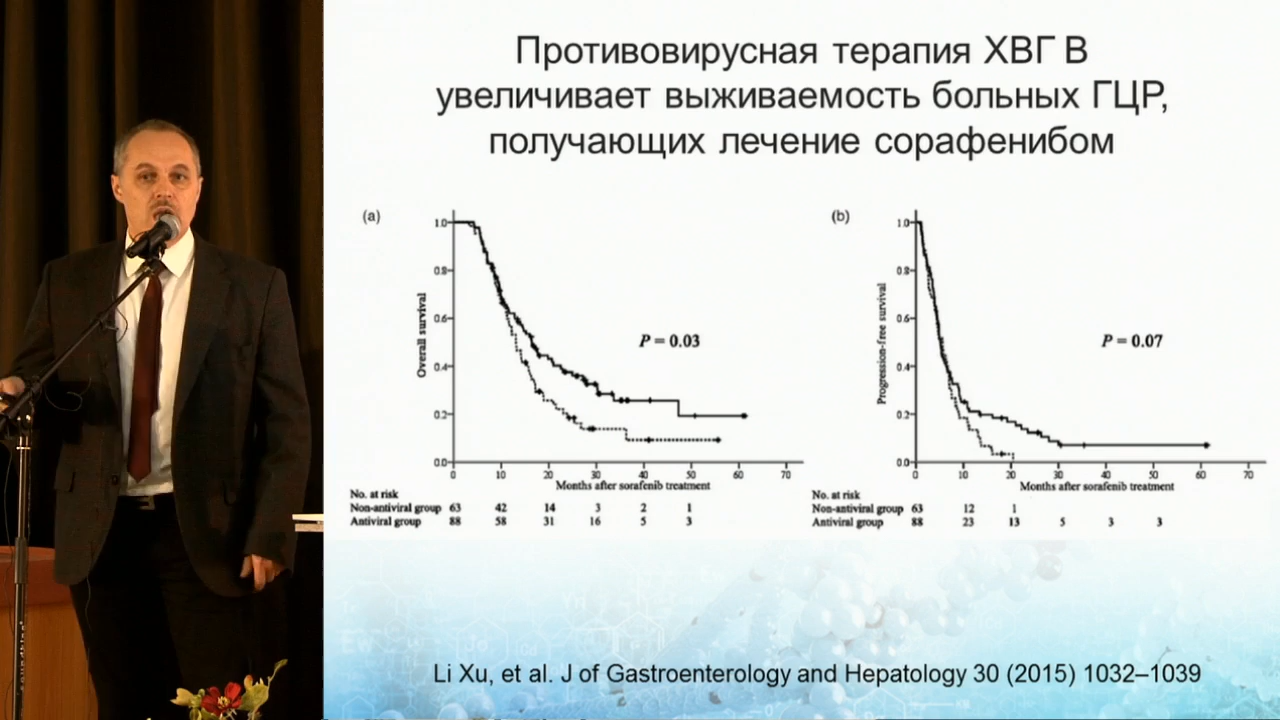 Противовирусная терапия ХВГ В
увеличивает выживаемость больных ГЦР,
получающих лечение сорафенибом
(a)
Overall survival
1.0
0.8
0.6
0.4
0.2
0.0
P = 0.03
0 10 20 30 40 50 60 70
Months after sorafenib treatment
No. at risk
Non-antiviral group 63 42 14 3 2 1
Antiviral group 88 58 31 16 5 3
(b)
Progression-free survival
1.0
0.8
0.6
0.4
0.2
0.0
P = 0.07
0 10 20 30 40 50 60 70
Months after sorafenib treatment
No. at risk
Non-antiviral group 63 12 1
Antiviral group 88 23 13 5 3 3
Li Xu, et al. J of Gastroenterology and Hepatology 30 (2015) 1032–1039